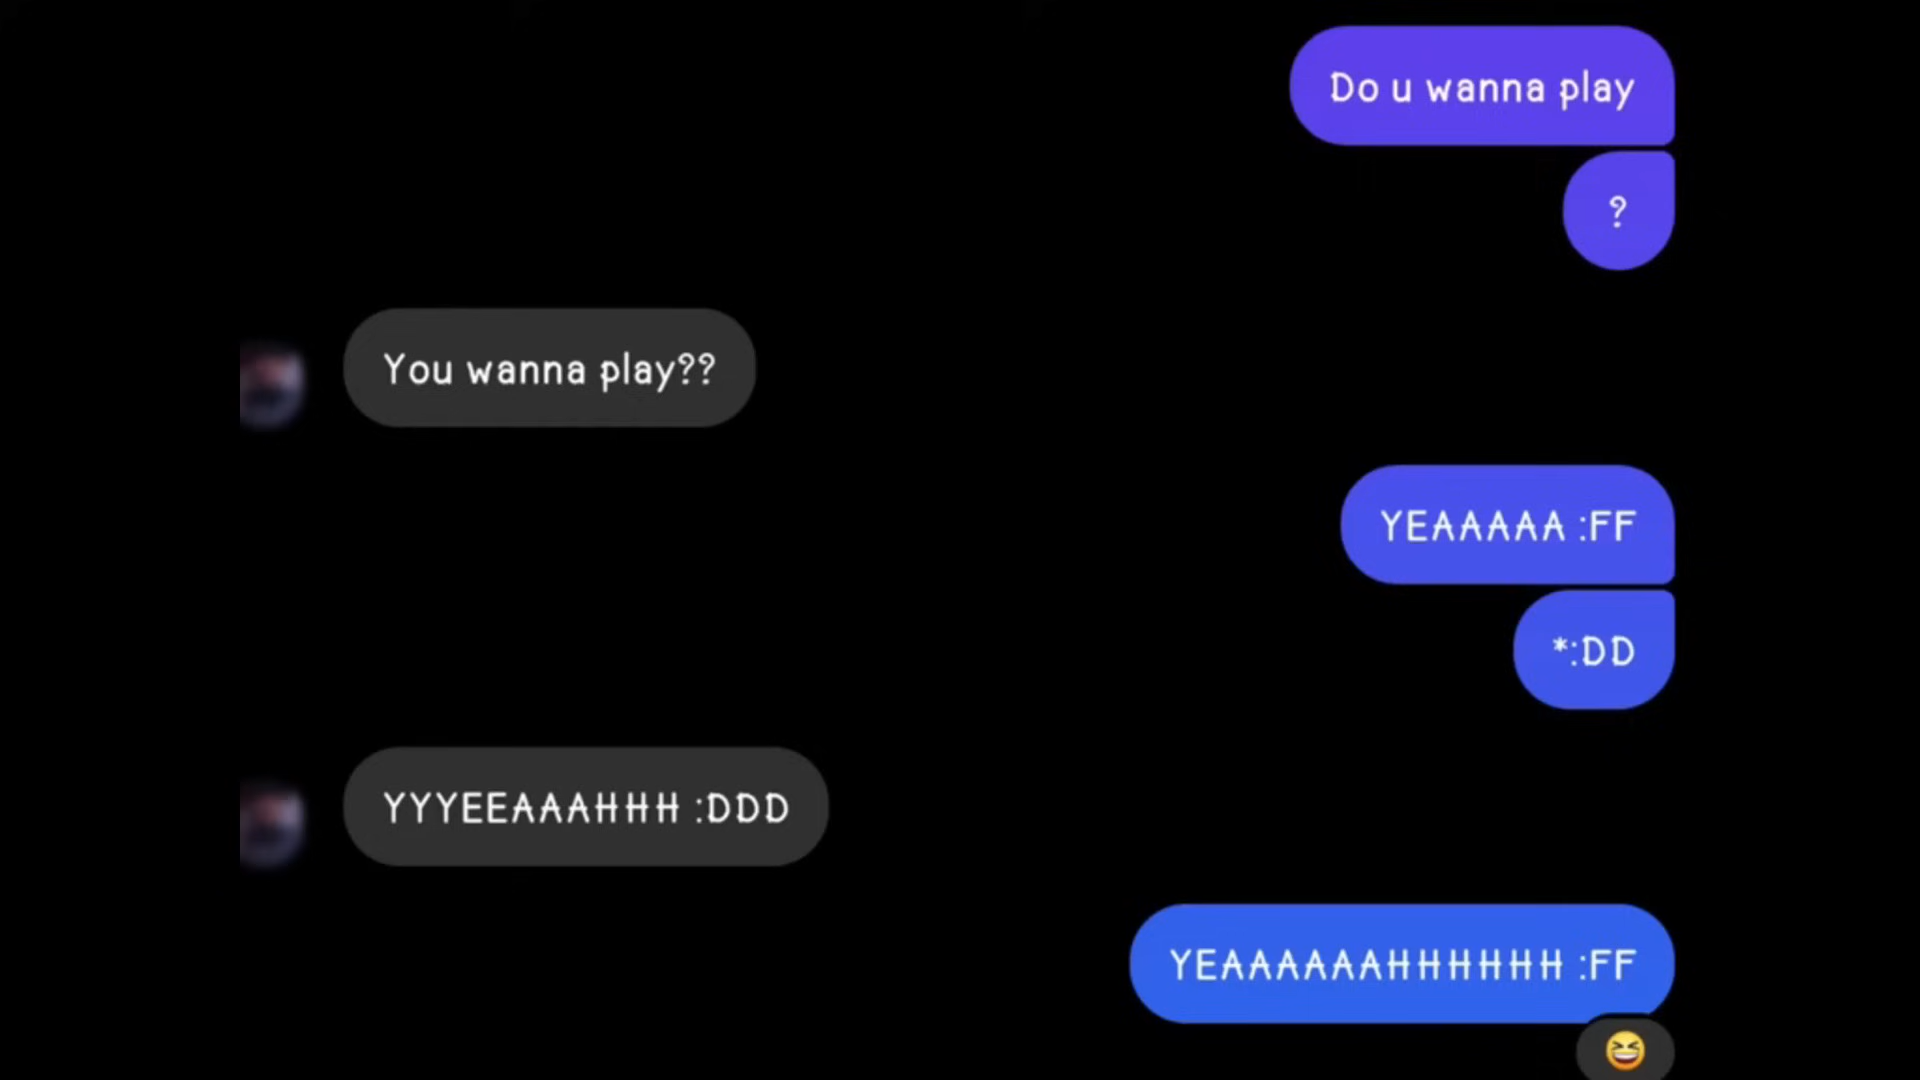 Do u wanna play
?
You wanna play??
YEAAAAA :FF
*:DD
YYYEEAAAHHH :DDD
YEAAAAAAHHHHHH :FF